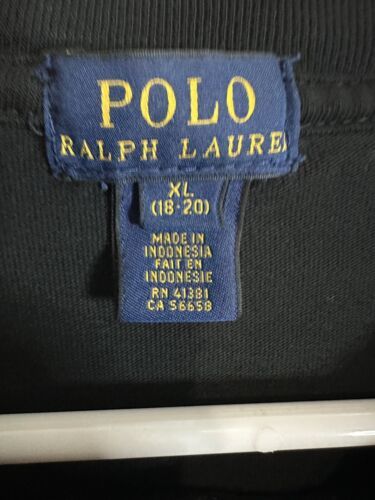 POLO
RALPH LAUREN
XL
(18-20)
MADE IN
INDONESIA
FAIT EN
INDONESIE
RN 41381
CA 56658